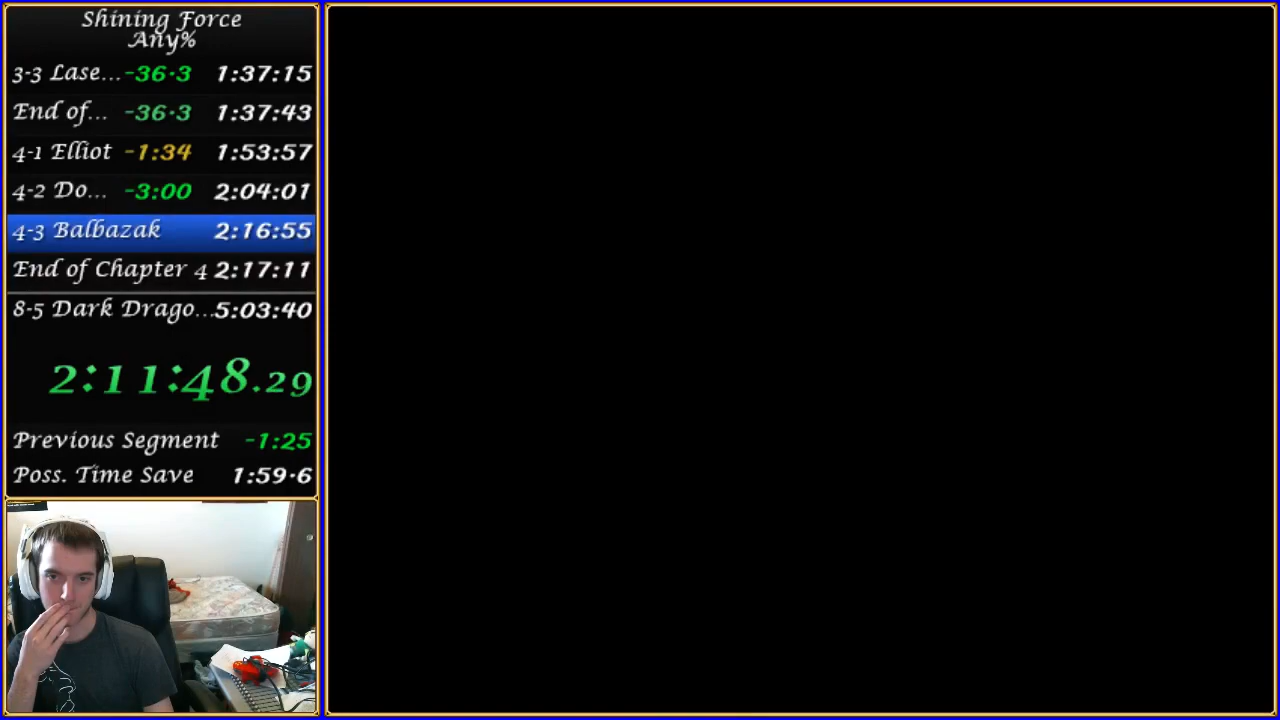 Shining Force
Any%
3-3 Lase... -36.3 1:37:15
End of... -36.3 1:37:43
4-1 Elliot -1:34 1:53:57
4-2 Do... -3:00 2:04:01
4-3 Balbazak 2:16:55
End of Chapter 4 2:17:11
8-5 Dark Drago... 5:03:40
2:11:48.29
Previous Segment -1:25
Poss. Time Save 1:59.6